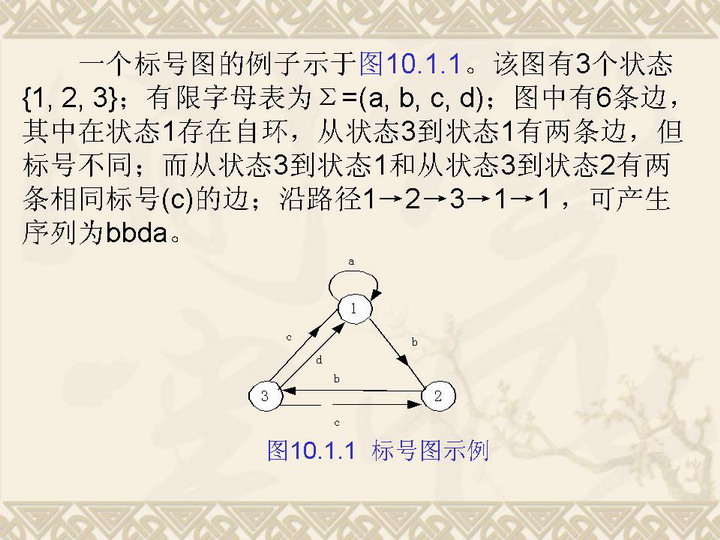 一个标号图的例子示于图10.1.1。该图有3个状态
{1, 2, 3}；有限字母表为Σ=(a, b, c, d)；图中有6条边，
其中在状态1存在自环，从状态3到状态1有两条边，但
标号不同；而从状态3到状态1和从状态3到状态2有两
条相同标号(c)的边；沿路径1→2→3→1→1 ，可产生
序列为bbda。
a
1
c
b
d
b
3
2
c
图10.1.1 标号图示例